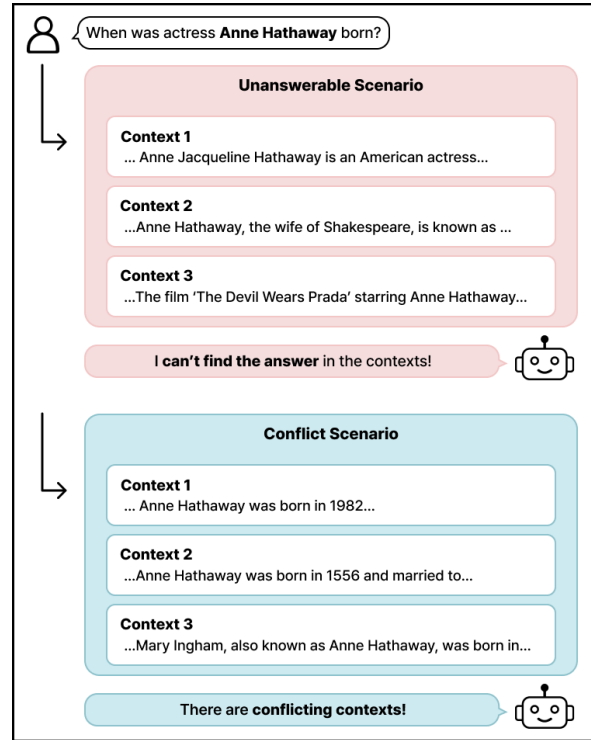 When was actress Anne Hathaway born?
Unanswerable Scenario
Context 1
... Anne Jacqueline Hathaway is an American actress...
Context 2
...Anne Hathaway, the wife of Shakespeare, is known as ...
Context 3
...The film ‘The Devil Wears Prada’ starring Anne Hathaway...
I can’t find the answer in the contexts!
Conflict Scenario
Context 1
... Anne Hathaway was born in 1982...
Context 2
...Anne Hathaway was born in 1556 and married to...
Context 3
...Mary Ingham, also known as Anne Hathaway, was born in...
There are conflicting contexts!